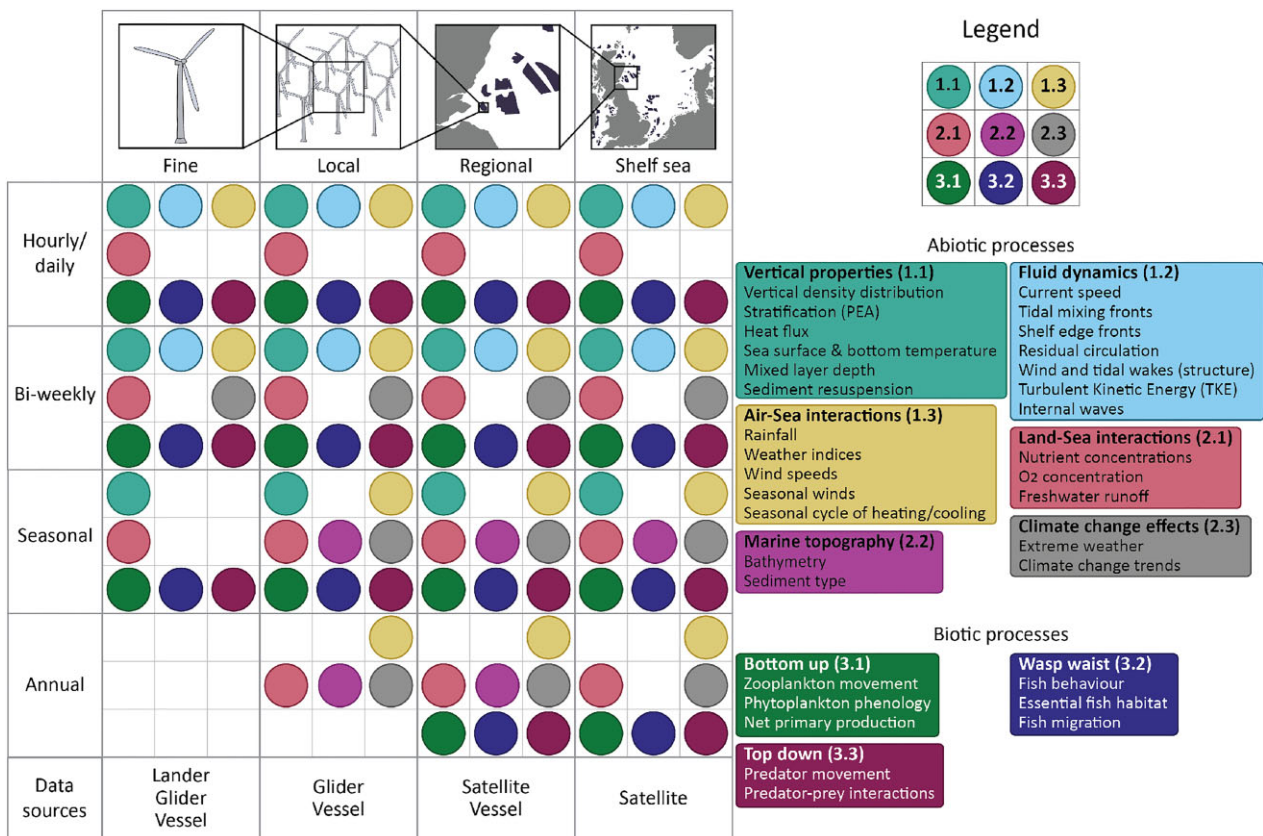 Legend
1.1 1.2 1.3
2.1 2.2 2.3
3.1 3.2 3.3
Fine Local Regional Shelf sea
Hourly/
daily
Bi-weekly
Seasonal
Annual
Data
sources
Lander
Glider
Vessel
Glider
Vessel
Satellite
Vessel
Satellite
Abiotic processes
Vertical properties (1.1)
Vertical density distribution
Stratification (PEA)
Heat flux
Sea surface & bottom temperature
Mixed layer depth
Sediment resuspension
Fluid dynamics (1.2)
Current speed
Tidal mixing fronts
Shelf edge fronts
Residual circulation
Wind and tidal wakes (structure)
Turbulent Kinetic Energy (TKE)
Internal waves
Air-Sea interactions (1.3)
Rainfall
Weather indices
Wind speeds
Seasonal winds
Seasonal cycle of heating/cooling
Land-Sea interactions (2.1)
Nutrient concentrations
O2 concentration
Freshwater runoff
Marine topography (2.2)
Bathymetry
Sediment type
Climate change effects (2.3)
Extreme weather
Climate change trends
Biotic processes
Bottom up (3.1)
Zooplankton movement
Phytoplankton phenology
Net primary production
Wasp waist (3.2)
Fish behaviour
Essential fish habitat
Fish migration
Top down (3.3)
Predator movement
Predator-prey interactions